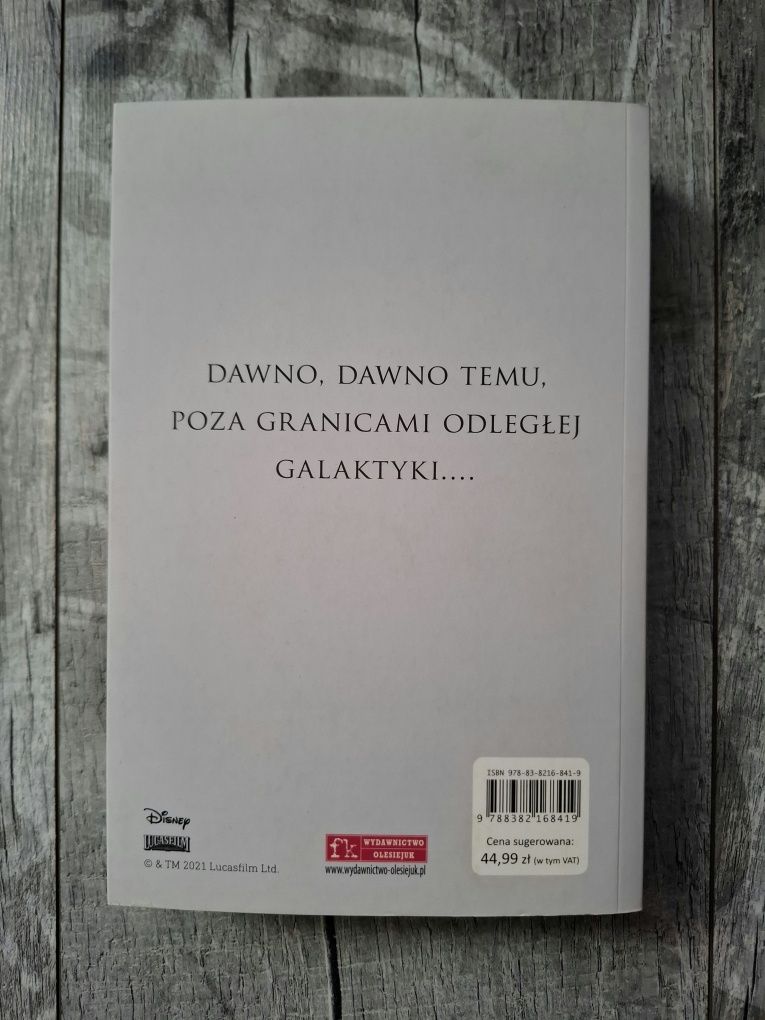 DAWNO, DAWNO TEMU,
POZA GRANICAMI ODLEGŁEJ
GALAKTYKI....
ISBN 978-83-8216-841-9
9 788382 168419
Cena sugerowana:
44,99 zł (w tym VAT)
Disney
LUCASFILM
© & TM 2021 Lucasfilm Ltd.
fk WYDAWNICTWO
OLESIEJUK
www.wydawnictwo-olesiejuk.pl